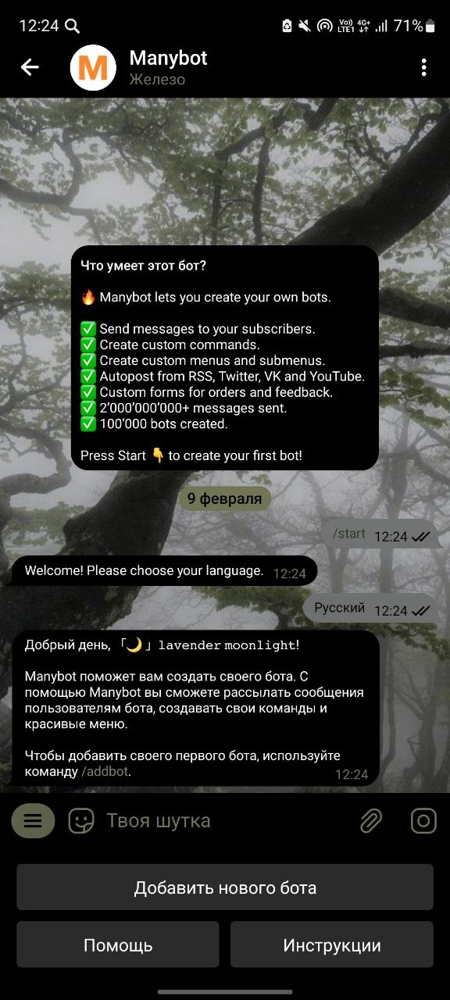 12:24
Vo)) 4G+
LTE1
71%
M Manybot
Железо
Что умеет этот бот?
🔥 Manybot lets you create your own bots.
✅ Send messages to your subscribers.
✅ Create custom commands.
✅ Create custom menus and submenus.
✅ Autopost from RSS, Twitter, VK and YouTube.
✅ Custom forms for orders and feedback.
✅ 2’000’000’000+ messages sent.
✅ 100’000 bots created.
Press Start 👇 to create your first bot!
9 февраля
/start 12:24
Welcome! Please choose your language. 12:24
Русский 12:24
Добрый день, 「🌙」lavender moonlight!
Manybot поможет вам создать своего бота. С
помощью Manybot вы сможете рассылать сообщения
пользователям бота, создавать свои команды и
красивые меню.
Чтобы добавить своего первого бота, используйте
команду /addbot. 12:24
Твоя шутка
Добавить нового бота
Помощь
Инструкции